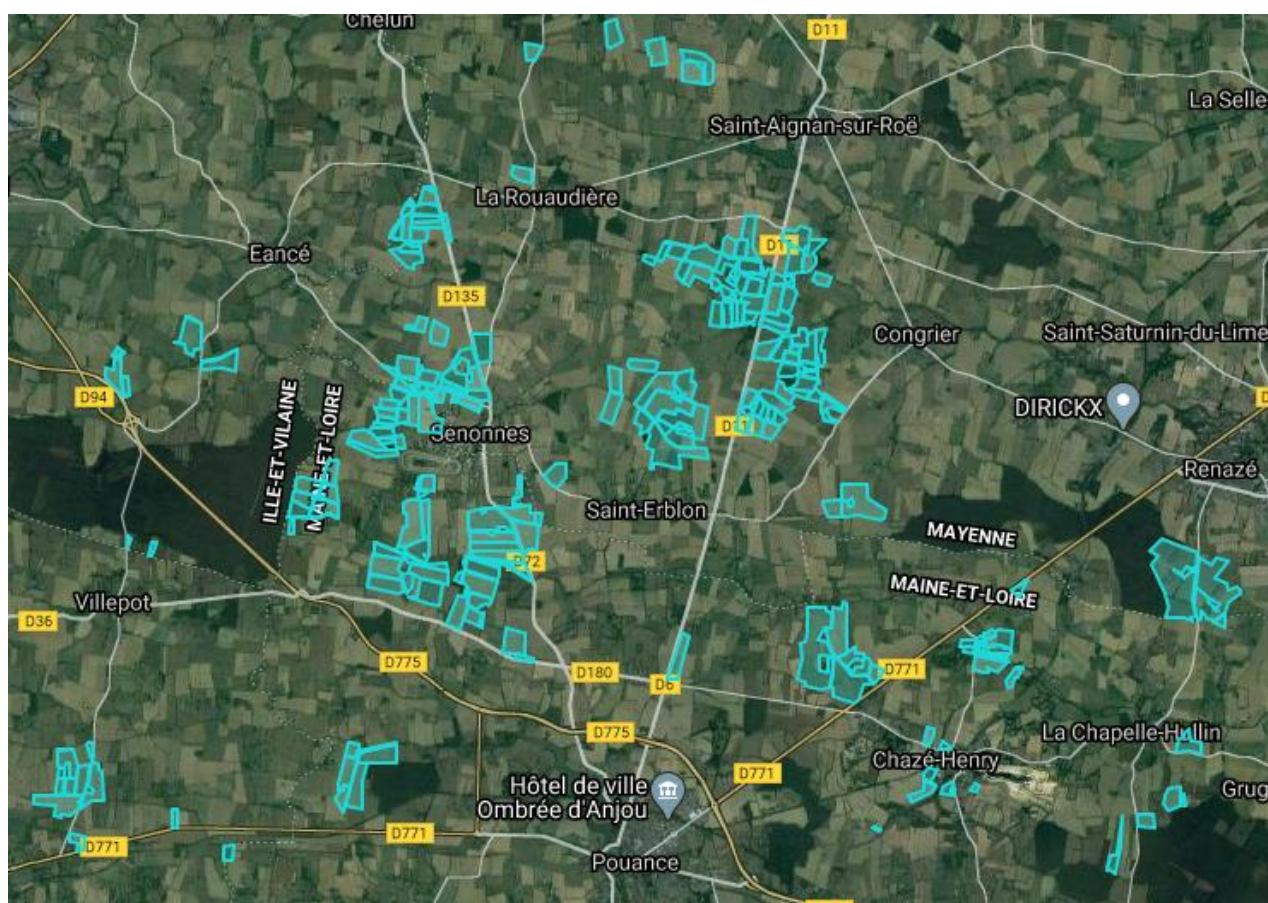 Chelun
D11
La Selle
Saint-Aignan-sur-Roë
La Rouaudière
Eancé
D135
Congrier
Saint-Saturnin-du-Lime
D94
ILLE-ET-VILAINE
MAINE-ET-LOIRE
DIRICKX
Senonnes
Renazé
Saint-Erblon
MAYENNE
D72
MAINE-ET-LOIRE
Villepot
D36
D775
D180
D6
D771
D775
La Chapelle-Hullin
Chazé-Henry
D771
Hôtel de ville
Ombrée d'Anjou
Grug
D771
D771
Pouancé